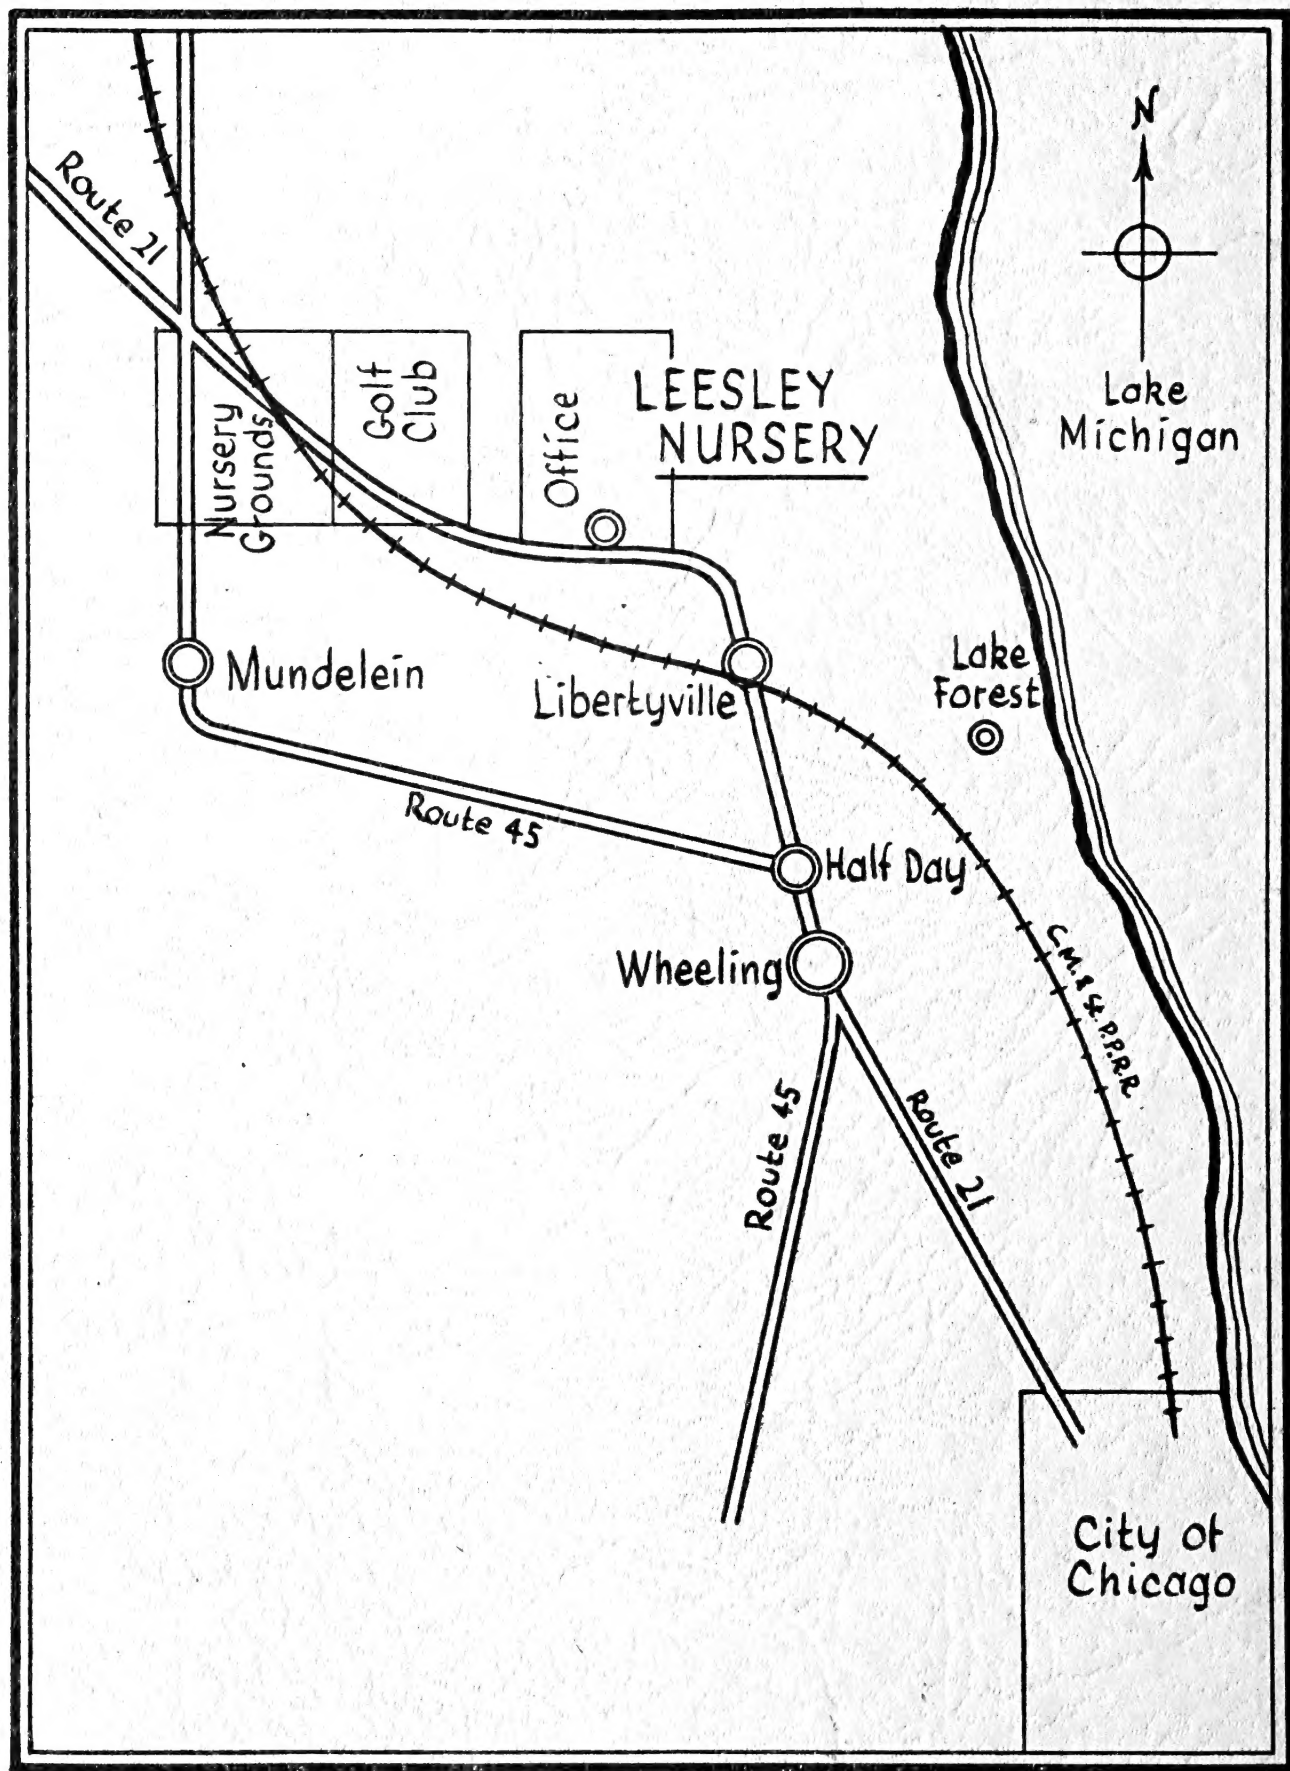 N
Route 21
Lake
Michigan
Golf
Club
LEESLEY
NURSERY
Office
Nursery
Grounds
Mundelein
Libertyville
Lake
Forest
Route 45
Half Day
Wheeling
C.M.&St.P.P.R.R
Route 45
Route 21
City of
Chicago